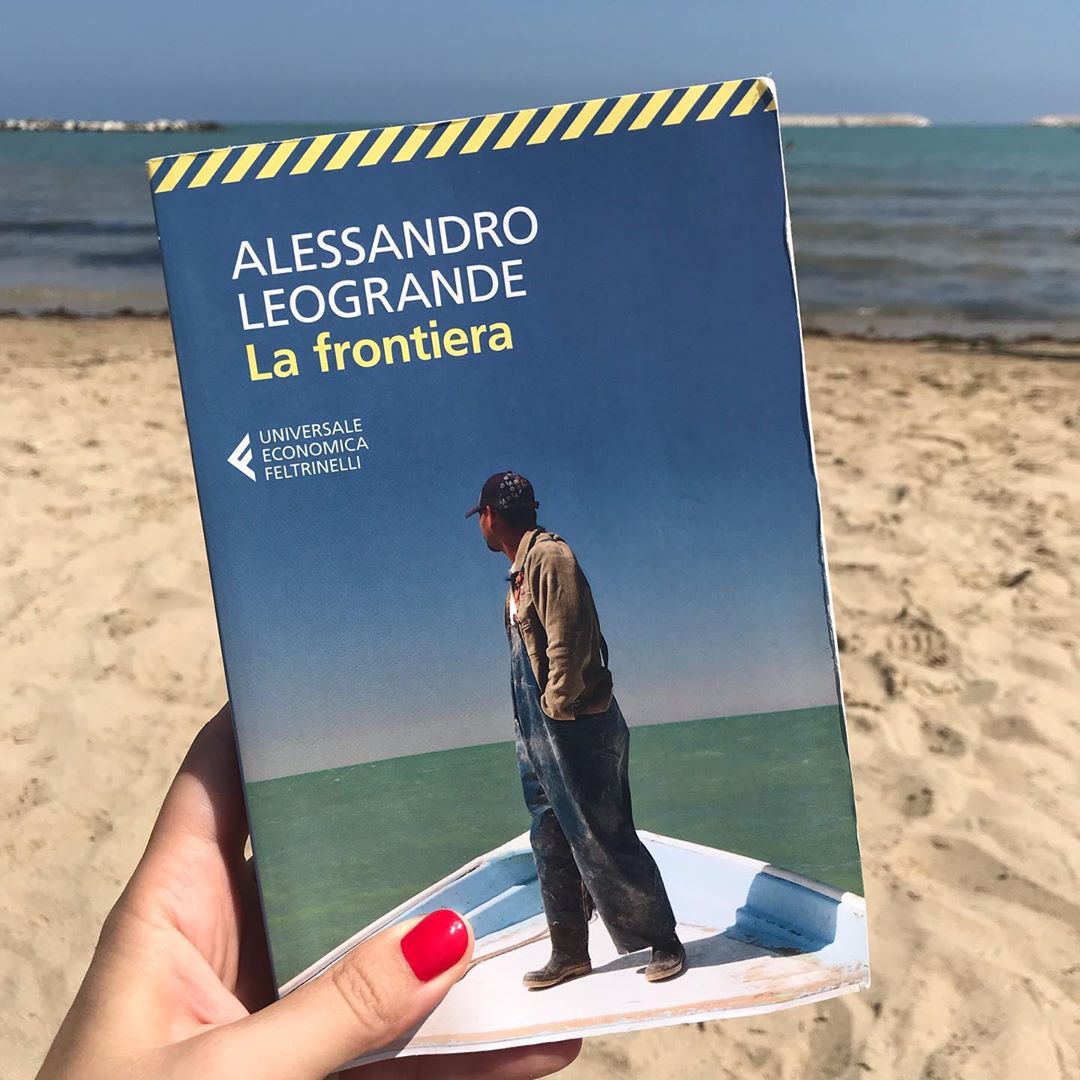 ALESSANDRO
LEOGRANDE
La frontiera
UNIVERSALE
ECONOMICA
FELTRINELLI